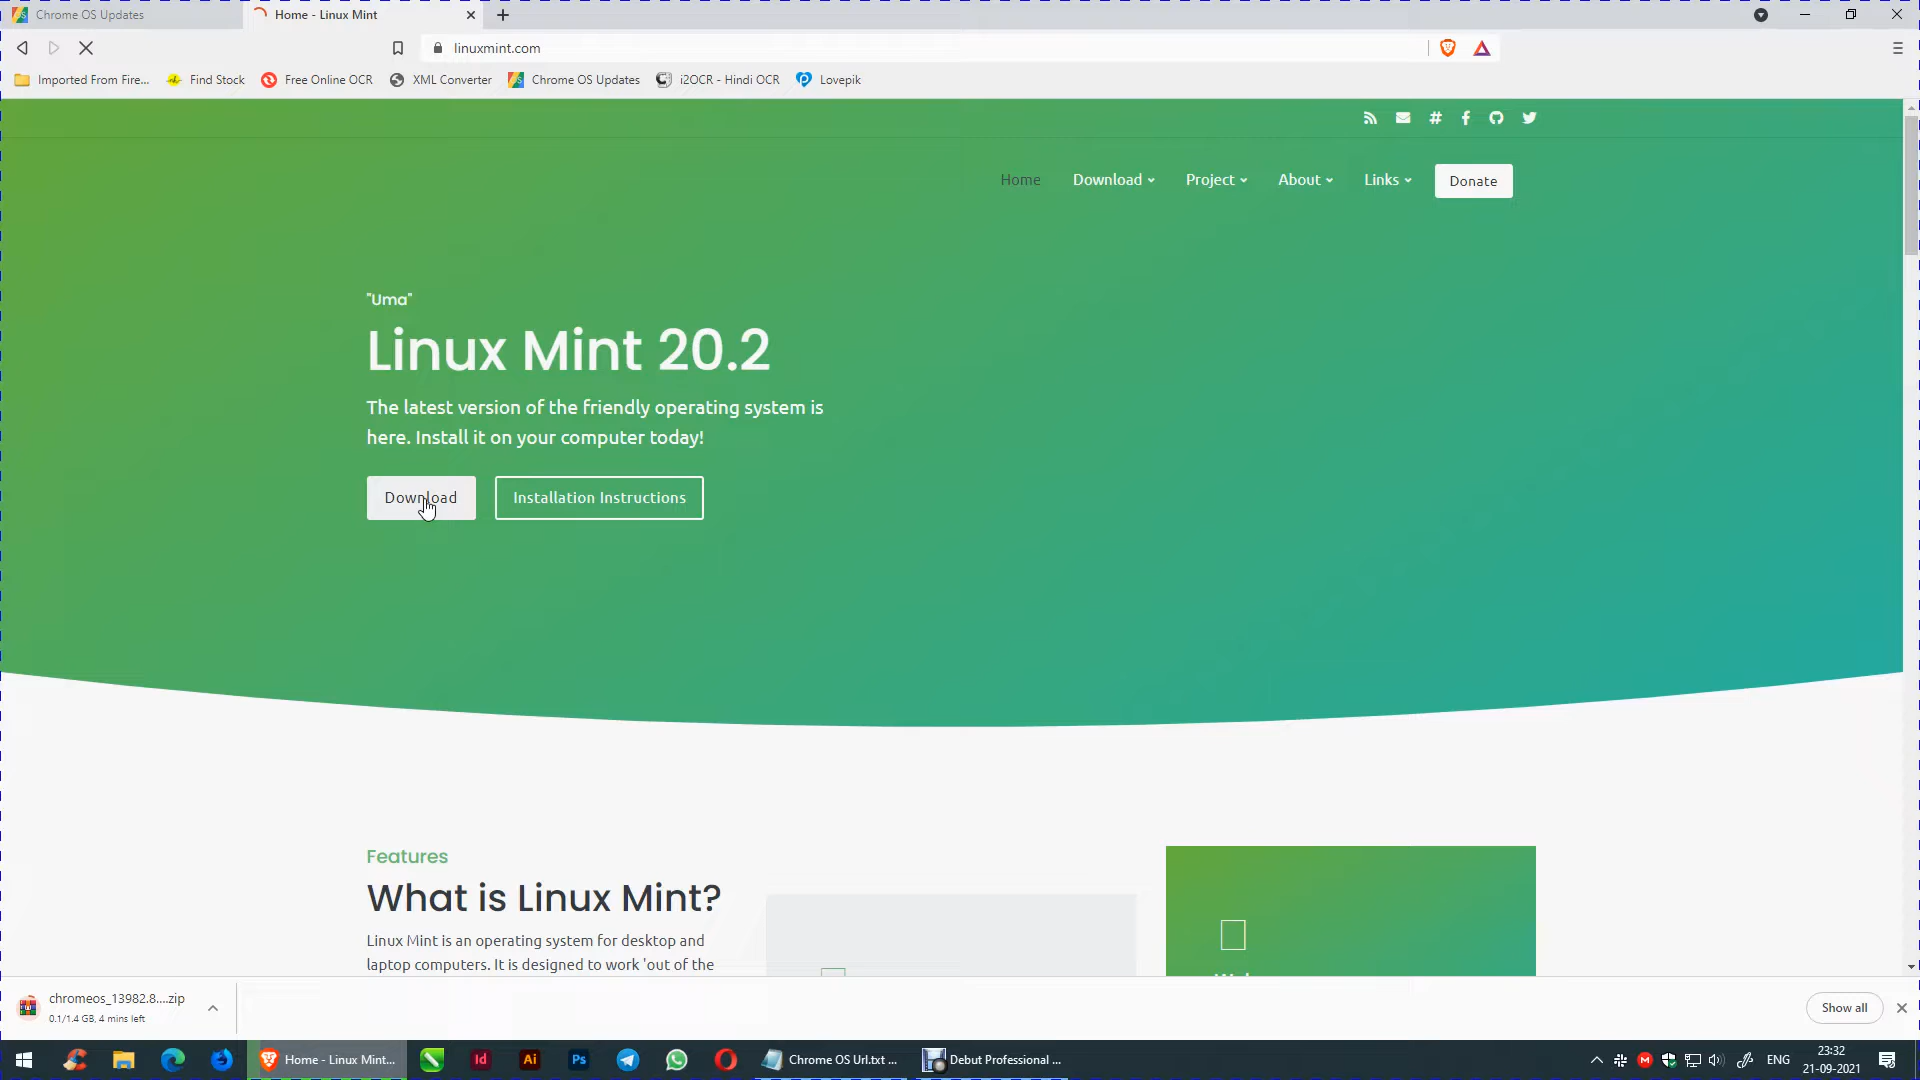 Chrome OS Updates
Home - Linux Mint
linuxmint.com
Imported From Fire...
Find Stock
Free Online OCR
XML Converter
Chrome OS Updates
i2OCR - Hindi OCR
Lovepik
Home
Download
Project
About
Links
Donate
"Uma"
Linux Mint 20.2
The latest version of the friendly operating system is
here. Install it on your computer today!
Download
Installation Instructions
Features
What is Linux Mint?
Linux Mint is an operating system for desktop and
laptop computers. It is designed to work 'out of the
chromeos_13982.8....zip
0.1/1.4 GB, 4 mins left
Show all
Home - Linux Mint...
Id
Ai
Ps
Chrome OS Url.txt ...
Debut Professional ...
ENG
23:32
21-09-2021